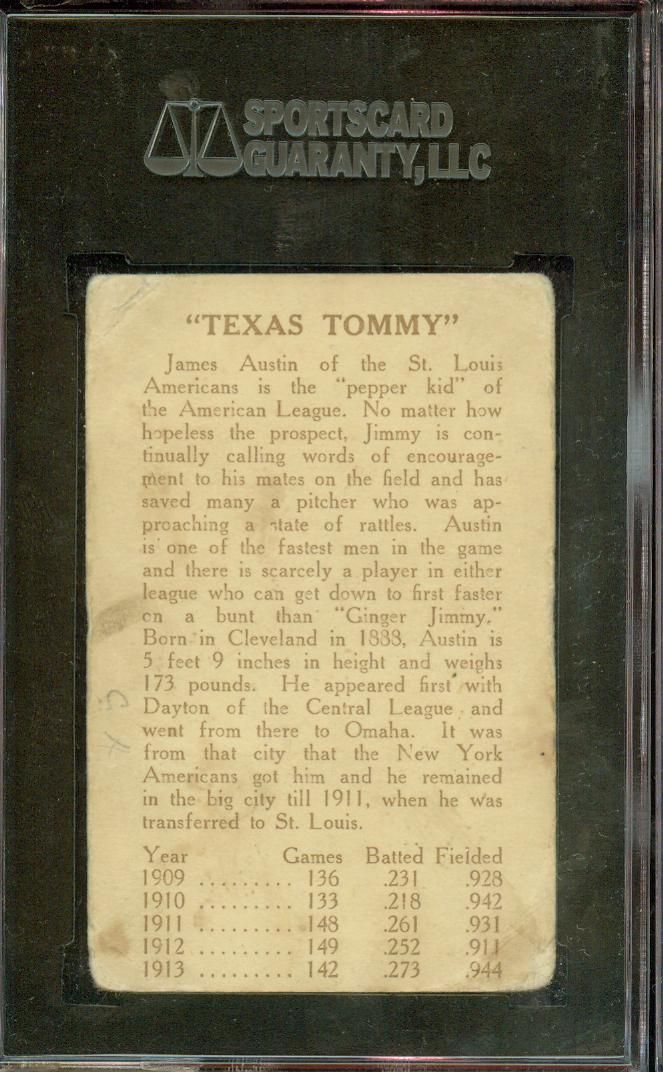 SPORTSCARD
GUARANTY, LLC
"TEXAS TOMMY"
James Austin of the St. Louis
Americans is the "pepper kid" of
the American League. No matter how
hopeless the prospect, Jimmy is con-
tinually calling words of encourage-
ment to his mates on the field and has
saved many a pitcher who was ap-
proaching a state of rattles. Austin
is one of the fastest men in the game
and there is scarcely a player in either
league who can get down to first faster
on a bunt than "Ginger Jimmy."
Born in Cleveland in 1888, Austin is
5 feet 9 inches in height and weighs
173 pounds. He appeared first with
Dayton of the Central League and
went from there to Omaha. It was
from that city that the New York
Americans got him and he remained
in the big city till 1911, when he was
transferred to St. Louis.
Year Games Batted Fielded
1909 ......... 136 .231 .928
1910 ......... 133 .218 .942
1911 ......... 148 .261 .931
1912 ......... 149 .252 .911
1913 ......... 142 .273 .944